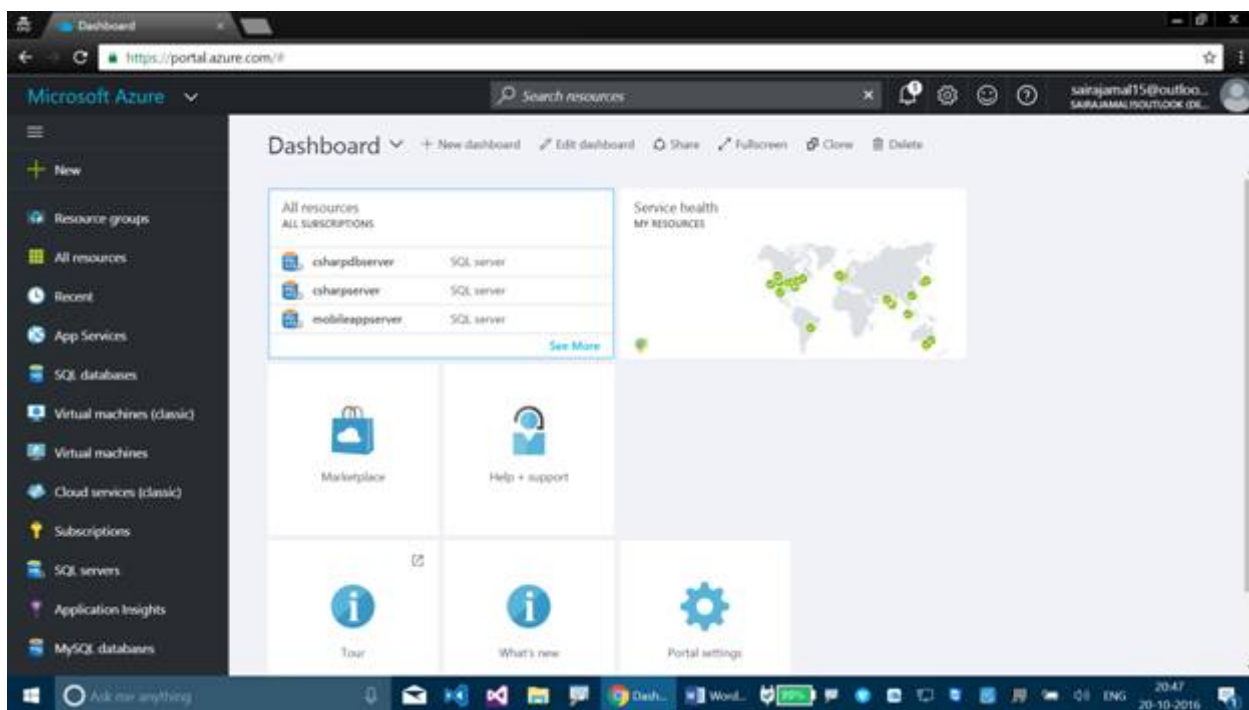 Dashboard
https://portal.azure.com/#
Microsoft Azure
Search resources
1
sairajamal15@outloo...
Dashboard
+ New dashboard
Edit dashboard
Share
Fullscreen
Clone
Delete
New
Resource groups
All resources
Recent
App Services
SQL databases
Virtual machines (classic)
Virtual machines
Cloud services (classic)
Subscriptions
SQL servers
Application Insights
MySQL databases
All resources
ALL SUBSCRIPTIONS
csharpdbserver SQL server
csharpserver SQL server
mobileappserver SQL server
See More
Service health
MY RESOURCES
Marketplace
Help + support
Tour
What's new
Portal settings
Ask me anything
Dash...
Word...
ENG
20:47
20-10-2016